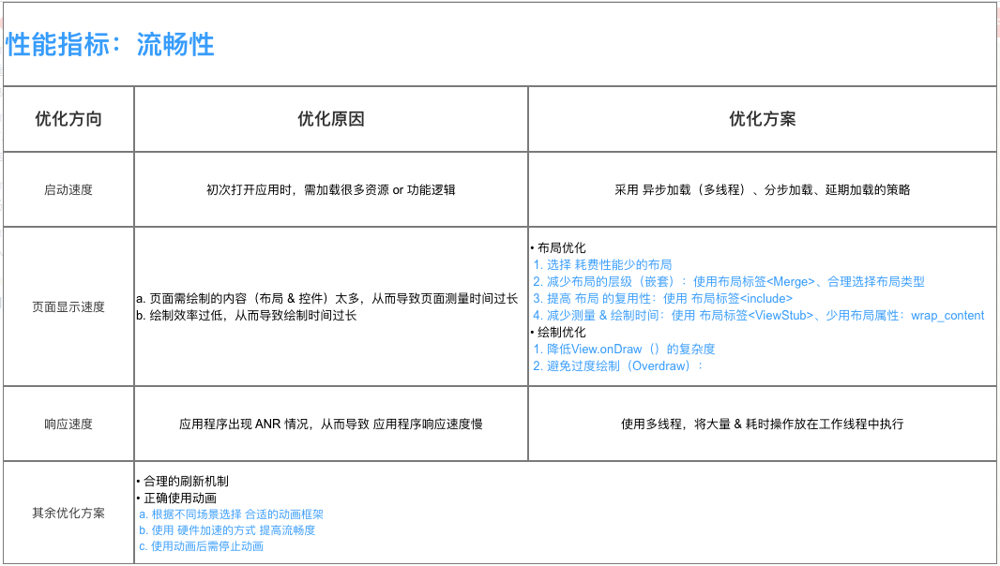 性能指标：流畅性
优化方向 优化原因 优化方案
启动速度 初次打开应用时，需加载很多资源 or 功能逻辑 采用 异步加载（多线程）、分步加载、延期加载的策略
页面显示速度
a. 页面需绘制的内容（布局 & 控件）太多，从而导致页面测量时间过长
b. 绘制效率过低，从而导致绘制时间过长
• 布局优化
1. 选择 耗费性能少的布局
2. 减少布局的层级（嵌套）：使用布局标签<Merge>、合理选择布局类型
3. 提高 布局 的复用性：使用 布局标签<include>
4. 减少测量 & 绘制时间：使用 布局标签<ViewStub>、少用布局属性：wrap_content
• 绘制优化
1. 降低View.onDraw（）的复杂度
2. 避免过度绘制（Overdraw）：
响应速度 应用程序出现 ANR 情况，从而导致 应用程序响应速度慢 使用多线程，将大量 & 耗时操作放在工作线程中执行
其余优化方案
• 合理的刷新机制
• 正确使用动画
a. 根据不同场景选择 合适的动画框架
b. 使用 硬件加速的方式 提高流畅度
c. 使用动画后需停止动画